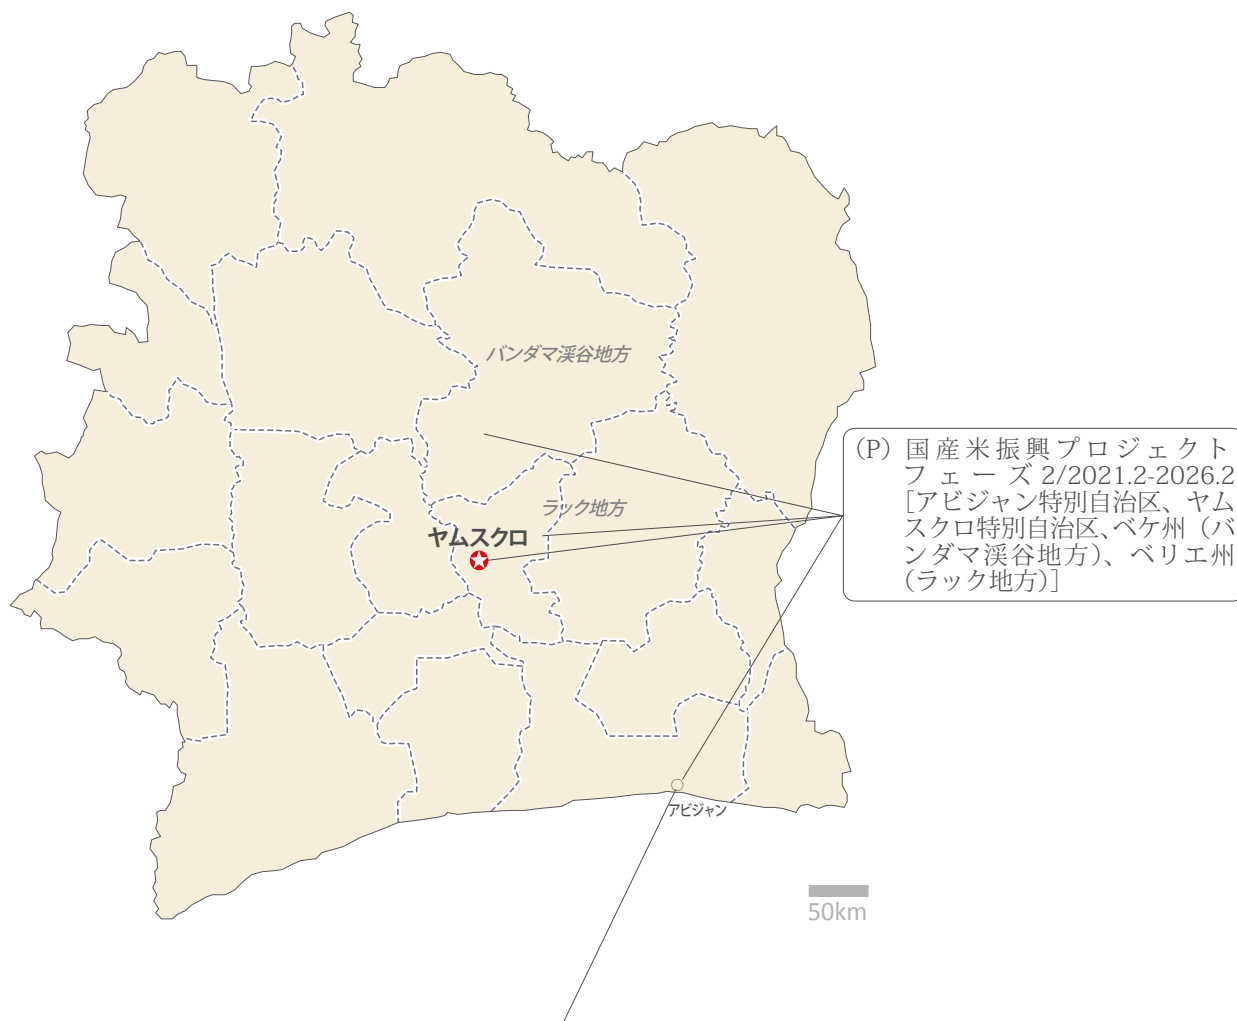 バンダマ渓谷地方
(P) 国産米振興プロジェクト
フェーズ2/2021.2-2026.2
[アビジャン特別自治区、ヤム
スクロ特別自治区、ベケ州（バ
ンダマ渓谷地方）、ベリエ州
（ラック地方）]
ラック地方
ヤムスクロ
アビジャン
50km